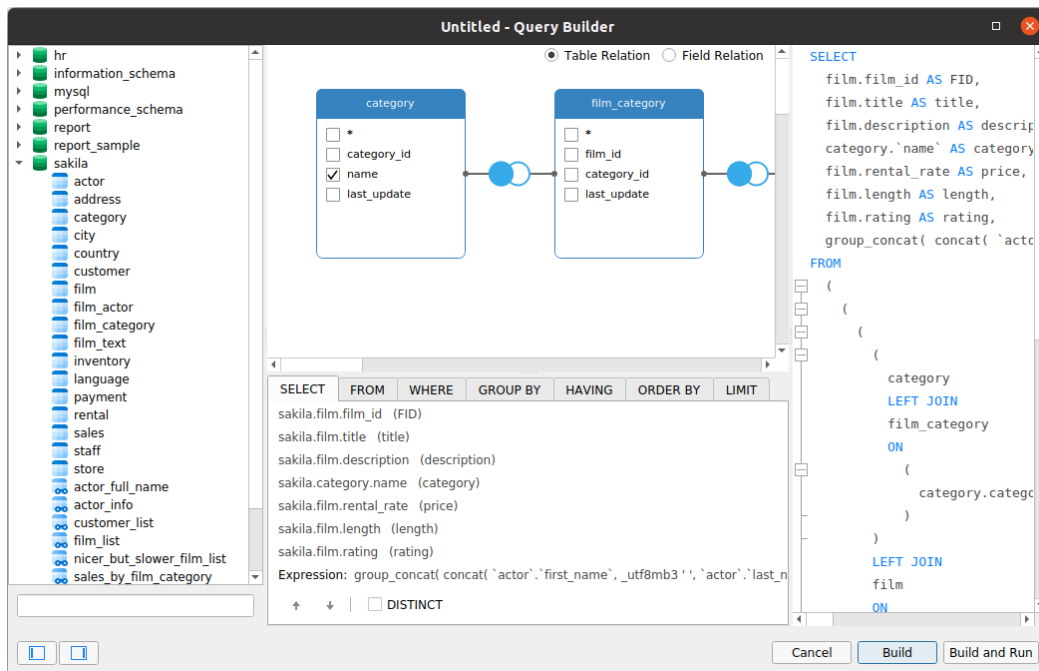 Untitled - Query Builder
hr
information_schema
mysql
performance_schema
report
report_sample
sakila
actor
address
category
city
country
customer
film
film_actor
film_category
film_text
inventory
language
payment
rental
sales
staff
store
actor_full_name
actor_info
customer_list
film_list
nicer_but_slower_film_list
sales_by_film_category
Table Relation Field Relation
category
*
category_id
name
last_update
film_category
*
film_id
category_id
last_update
SELECT FROM WHERE GROUP BY HAVING ORDER BY LIMIT
sakila.film.film_id (FID)
sakila.film.title (title)
sakila.film.description (description)
sakila.category.name (category)
sakila.film.rental_rate (price)
sakila.film.length (length)
sakila.film.rating (rating)
Expression: group_concat( concat( `actor`.`first_name`, _utf8mb3 ' ', `actor`.`last_n
DISTINCT
SELECT
film.film_id AS FID,
film.title AS title,
film.description AS descrip
category.`name` AS category
film.rental_rate AS price,
film.length AS length,
film.rating AS rating,
group_concat( concat( `acto
FROM
(
(
(
(
category
LEFT JOIN
film_category
ON
(
category.catego
)
)
LEFT JOIN
film
ON
Cancel Build Build and Run